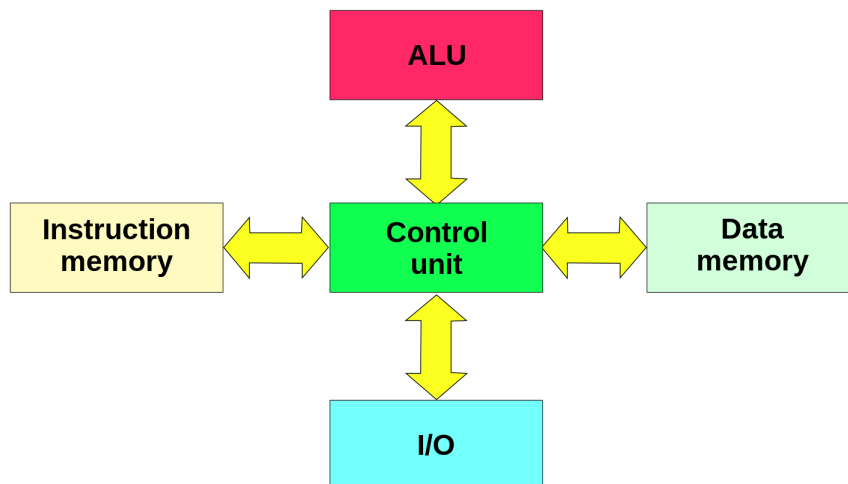 ALU
Instruction
memory
Control
unit
Data
memory
I/O